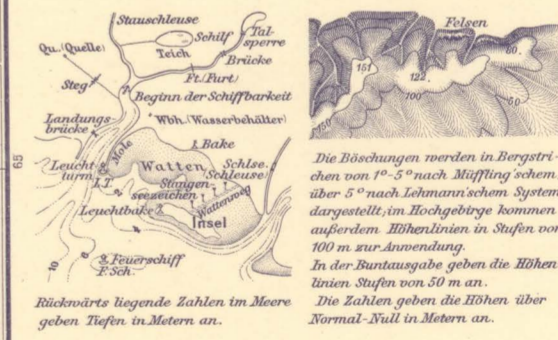 Stauschleuse
Schilf
Tal-
sperre
Qu.(Quelle)
Teich
Brücke
Ft.(Furt)
Steg
Beginn der Schiffbarkeit
Wbh.(Wasserbehälter)
Landungs-
brücke
Mole
Bake
Watten
Leucht-
turm
L.T.
Schlse.
Schleuse
Stangen-
seezeichen
Wattenweg
Leuchtbake
Insel
2
4
6
10
Feuerschiff
F.Sch.
65
Rückwärts liegende Zahlen im Meere
geben Tiefen in Metern an.
Felsen
151
122.
100
80.
50
150
Die Böschungen werden in Bergstri-
chen von 1°-5° nach Müffling'schem
über 5° nach Lehmann'schem System
dargestellt; im Hochgebirge kommen
außerdem Höhenlinien in Stufen von
100 m zur Anwendung.
In der Buntausgabe geben die Höhen-
linien Stufen von 50 m an.
Die Zahlen geben die Höhen über
Normal-Null in Metern an.